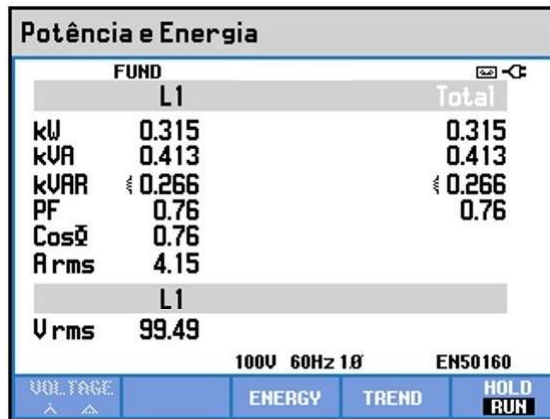 Potência e Energia
FUND
L1 Total
kW 0.315 0.315
kVA 0.413 0.413
kVAR 0.266 0.266
PF 0.76 0.76
CosΦ 0.76
A rms 4.15
L1
V rms 99.49
100V 60Hz 1Ø EN50160
VOLTAGE ENERGY TREND HOLD
RUN